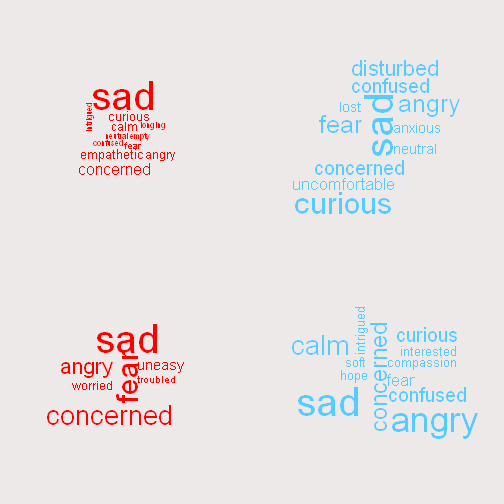 sad
intrigued
curious
calm longing
neutral empty
confused fear
empathetic angry
concerned
disturbed
confused
lost
sad
angry
fear
anxious
neutral
concerned
uncomfortable
curious
sad
angry
fear
uneasy
worried
troubled
concerned
intrigued
calm
concerned
curious
interested
soft
compassion
hope
fear
sad
confused
angry